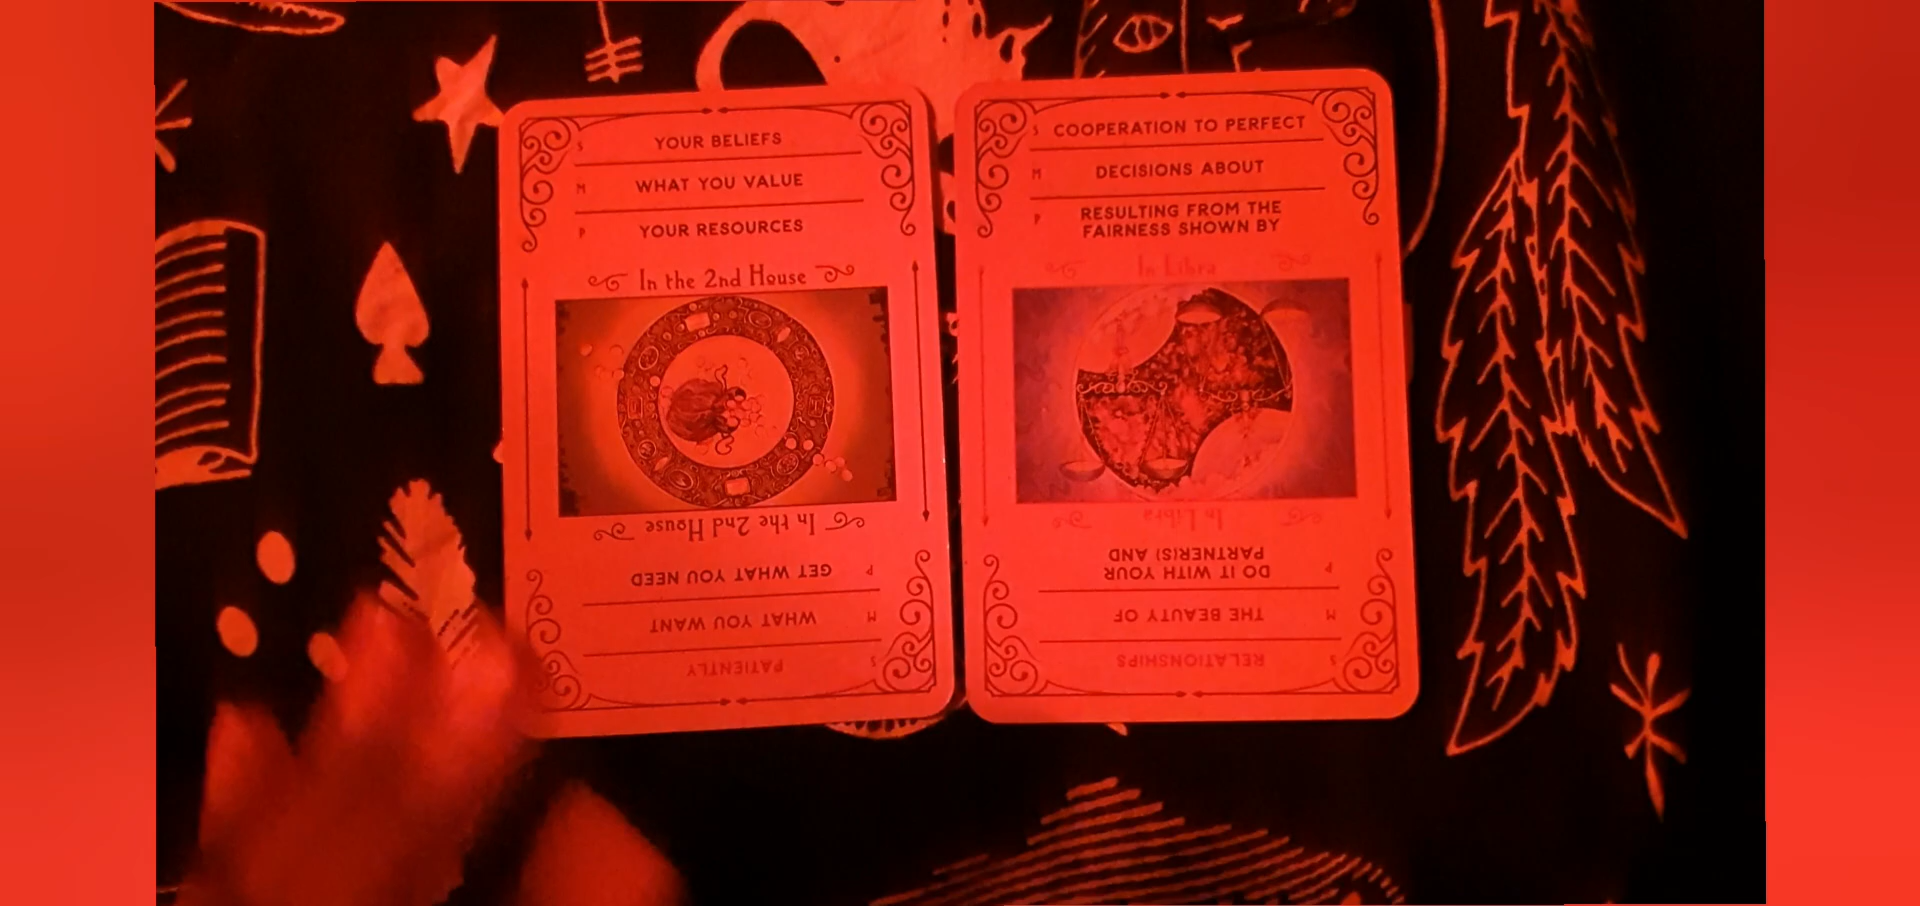 S YOUR BELIEFS
M WHAT YOU VALUE
P YOUR RESOURCES
In the 2nd House
In the 2nd House
P GET WHAT YOU NEED
M WHAT YOU WANT
S PATIENTLY
S COOPERATION TO PERFECT
M DECISIONS ABOUT
P RESULTING FROM THE
FAIRNESS SHOWN BY
In Libra
In Libra
P DO IT WITH YOUR
PARTNER(S) AND
M THE BEAUTY OF
S RELATIONSHIPS